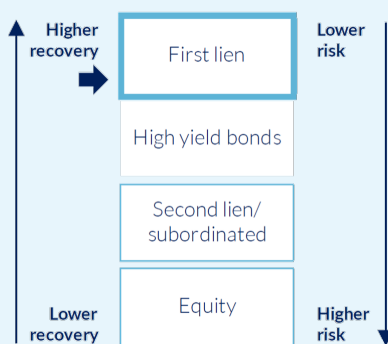 Higher
recovery
First lien
Lower
risk
High yield bonds
Second lien/
subordinated
Lower
recovery
Equity
Higher
risk